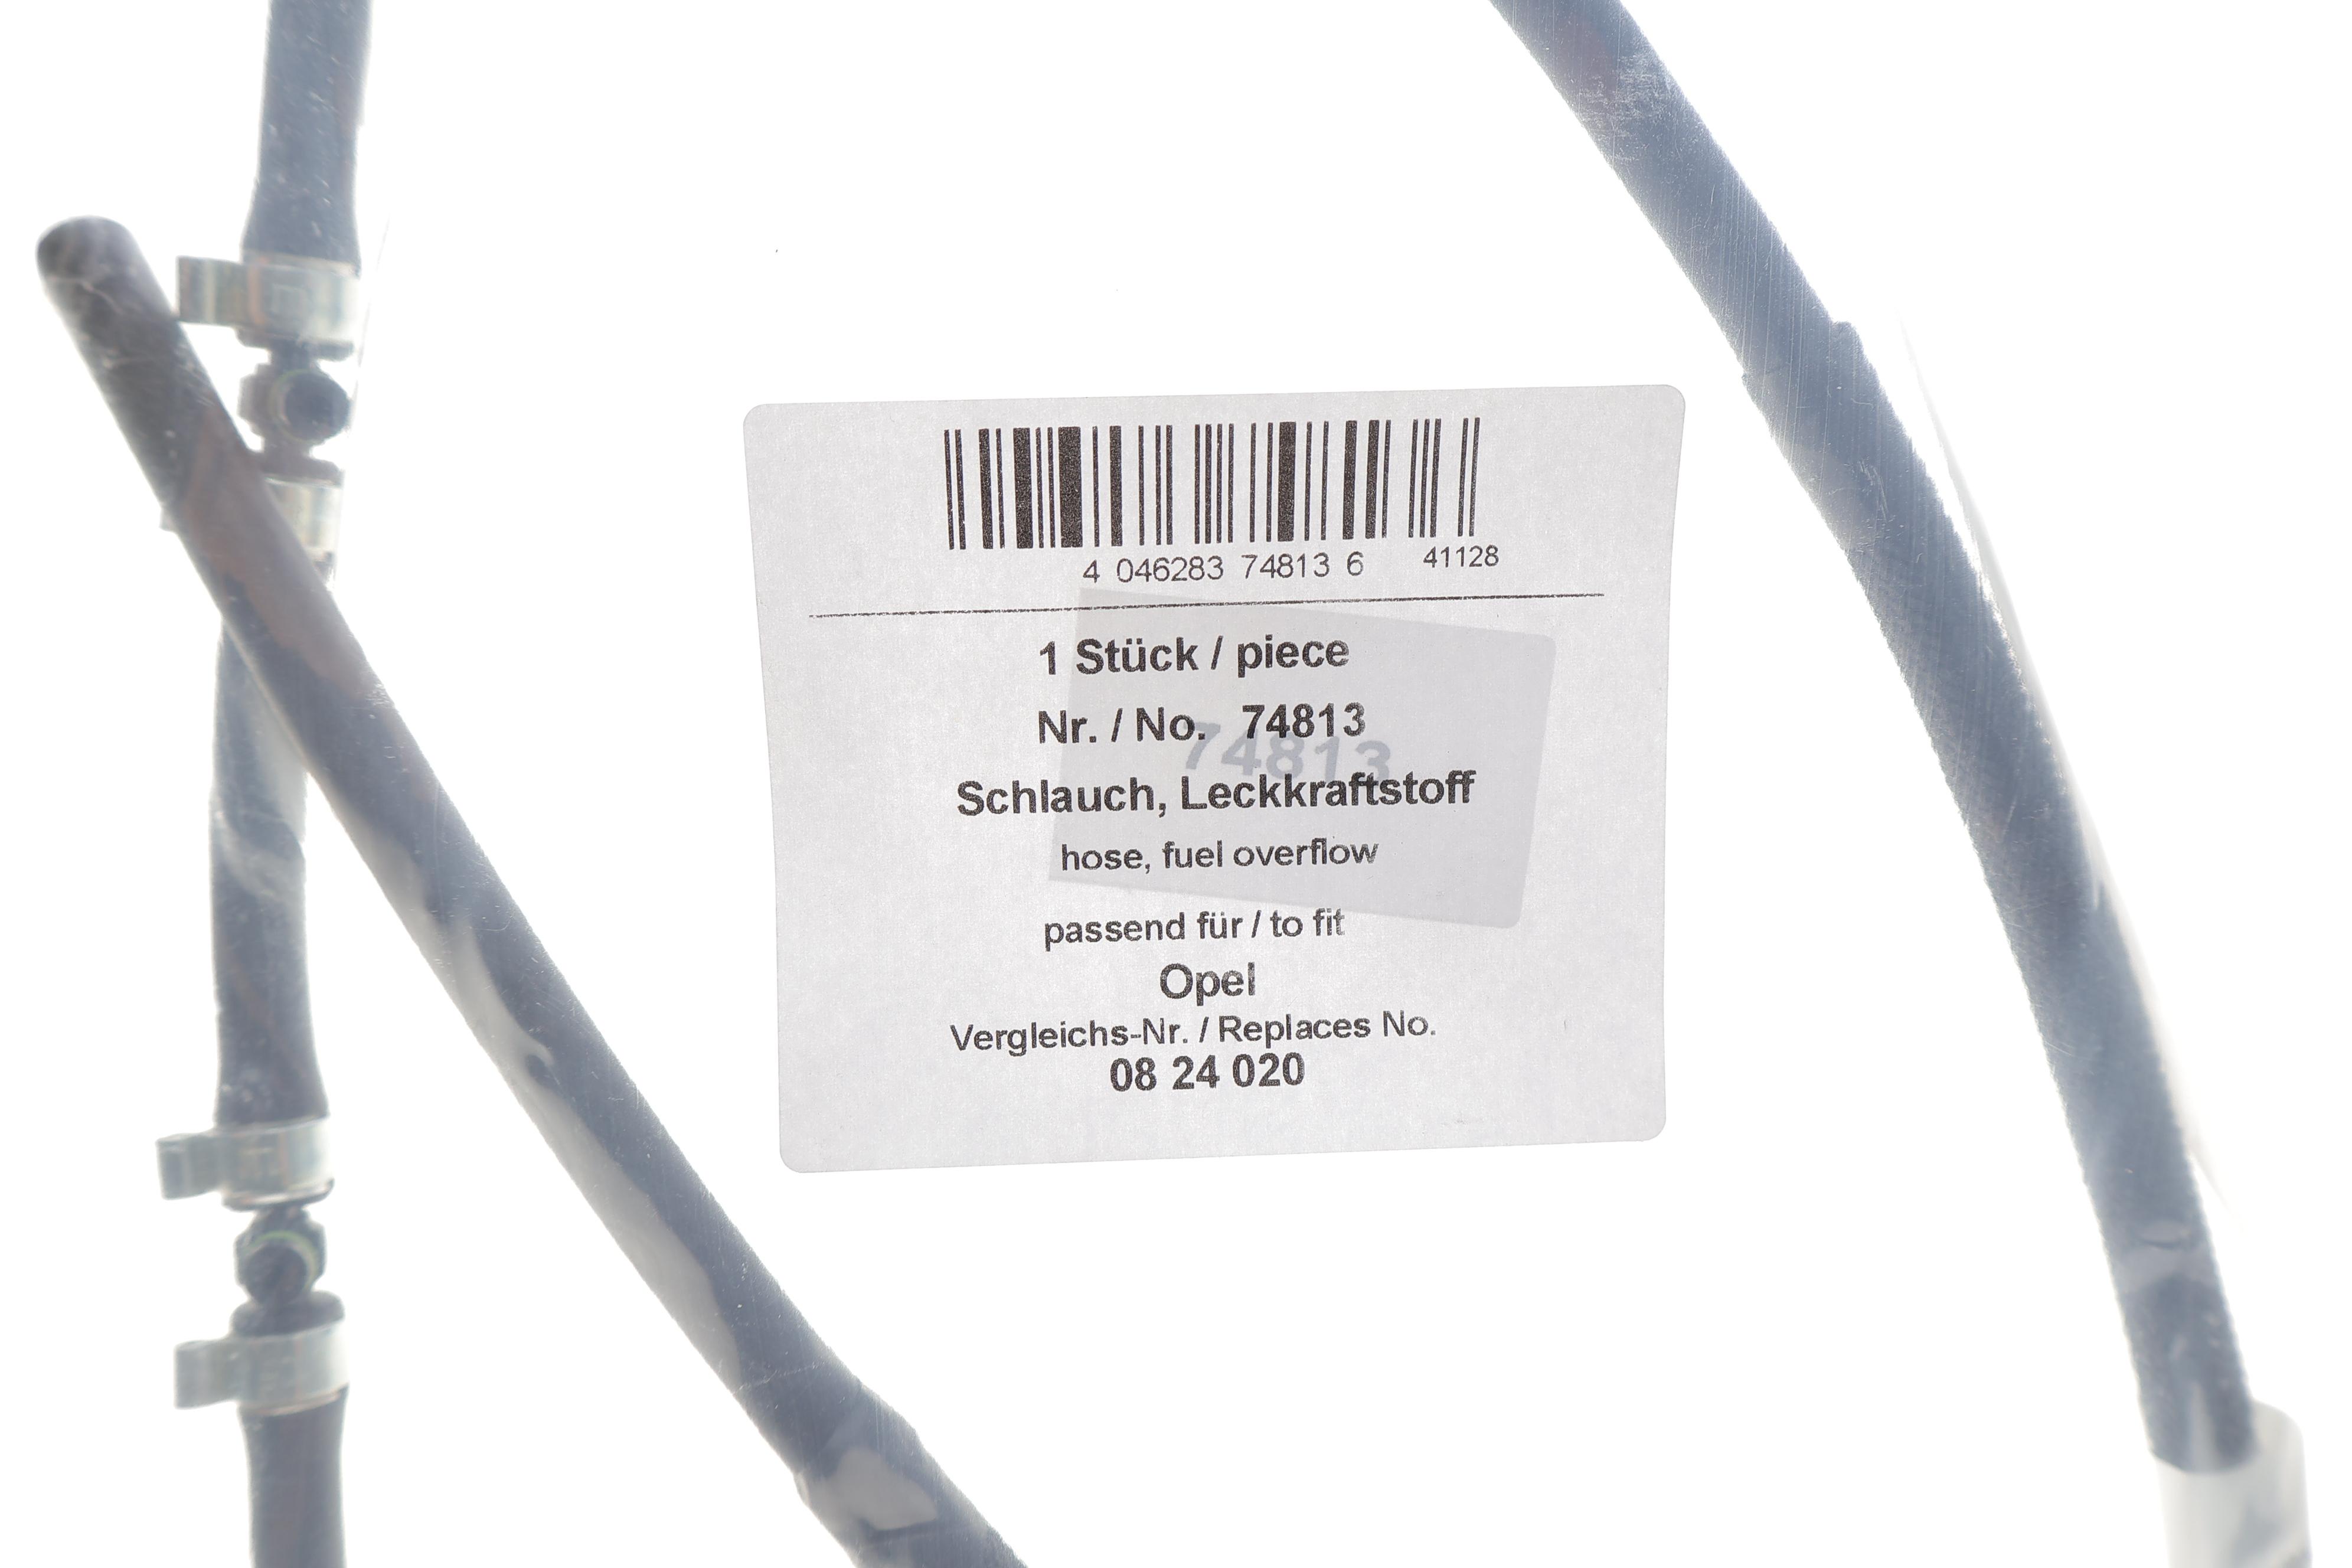 4 046283 74813 6 41128
1 Stück / piece
Nr. / No. 74813
74813
Schlauch, Leckkraftstoff
hose, fuel overflow
passend für / to fit
Opel
Vergleichs-Nr. / Replaces No.
08 24 020